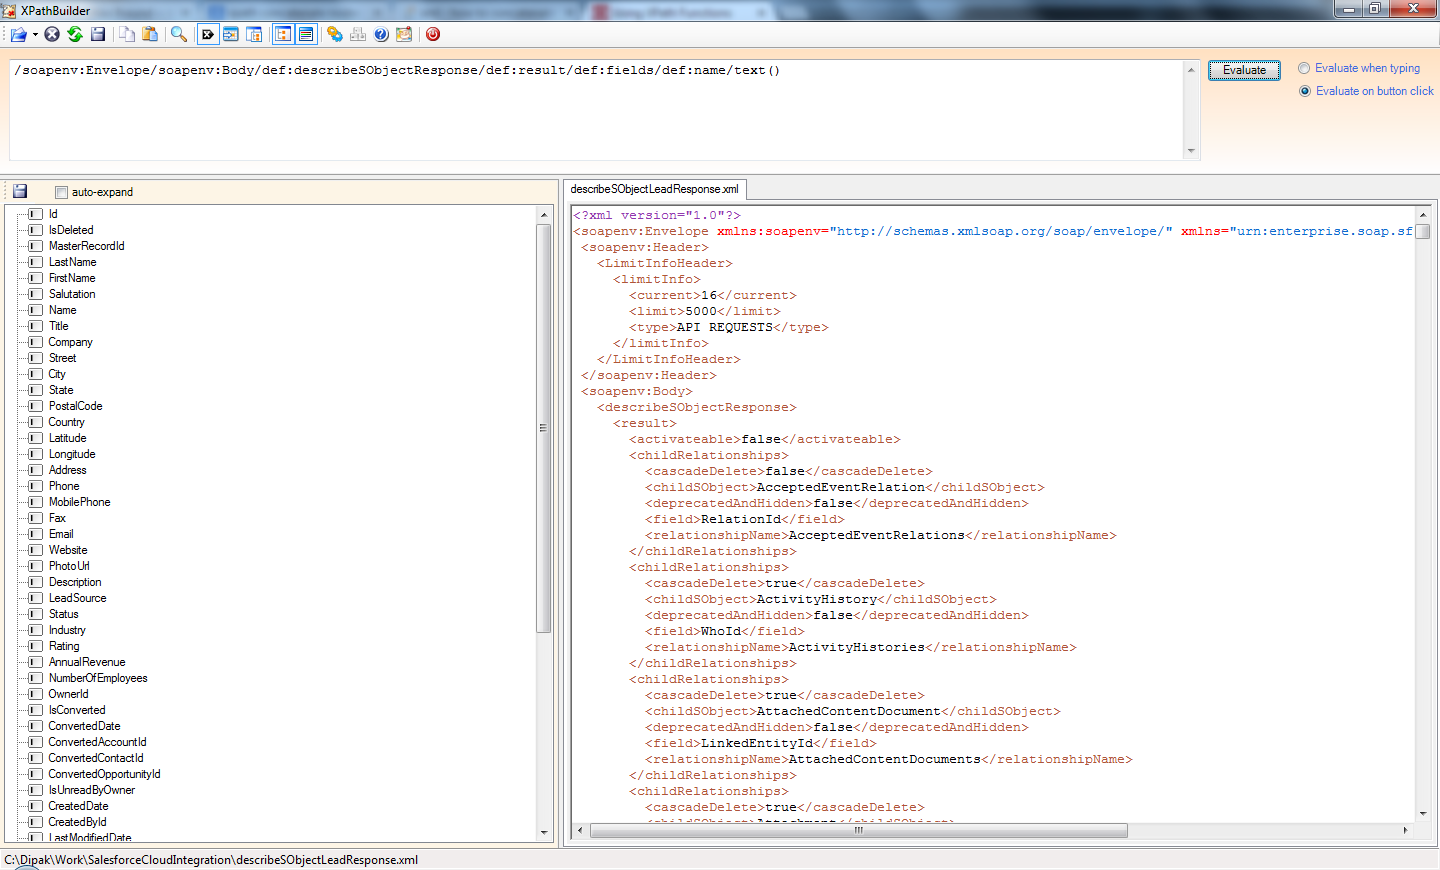 XPathBuilder
/soapenv:Envelope/soapenv:Body/def:describeSObjectResponse/def:result/def:fields/def:name/text()
Evaluate
Evaluate when typing
Evaluate on button click
auto-expand
Id
IsDeleted
MasterRecordId
LastName
FirstName
Salutation
Name
Title
Company
Street
City
State
PostalCode
Country
Latitude
Longitude
Address
Phone
MobilePhone
Fax
Email
Website
PhotoUrl
Description
LeadSource
Status
Industry
Rating
AnnualRevenue
NumberOfEmployees
OwnerId
IsConverted
ConvertedDate
ConvertedAccountId
ConvertedContactId
ConvertedOpportunityId
IsUnreadByOwner
CreatedDate
CreatedById
LastModifiedDate
describeSObjectLeadResponse.xml
<?xml version="1.0"?>
<soapenv:Envelope xmlns:soapenv="http://schemas.xmlsoap.org/soap/envelope/" xmlns="urn:enterprise.soap.sf
<soapenv:Header>
<LimitInfoHeader>
<limitInfo>
<current>16</current>
<limit>5000</limit>
<type>API REQUESTS</type>
</limitInfo>
</LimitInfoHeader>
</soapenv:Header>
<soapenv:Body>
<describeSObjectResponse>
<result>
<activateable>false</activateable>
<childRelationships>
<cascadeDelete>false</cascadeDelete>
<childSObject>AcceptedEventRelation</childSObject>
<deprecatedAndHidden>false</deprecatedAndHidden>
<field>RelationId</field>
<relationshipName>AcceptedEventRelations</relationshipName>
</childRelationships>
<childRelationships>
<cascadeDelete>true</cascadeDelete>
<childSObject>ActivityHistory</childSObject>
<deprecatedAndHidden>false</deprecatedAndHidden>
<field>WhoId</field>
<relationshipName>ActivityHistories</relationshipName>
</childRelationships>
<childRelationships>
<cascadeDelete>true</cascadeDelete>
<childSObject>AttachedContentDocument</childSObject>
<deprecatedAndHidden>false</deprecatedAndHidden>
<field>LinkedEntityId</field>
<relationshipName>AttachedContentDocuments</relationshipName>
</childRelationships>
<childRelationships>
<cascadeDelete>true</cascadeDelete>
<childSObject>Attachment</childSObject>
C:\Dipak\Work\SalesforceCloudIntegration\describeSObjectLeadResponse.xml